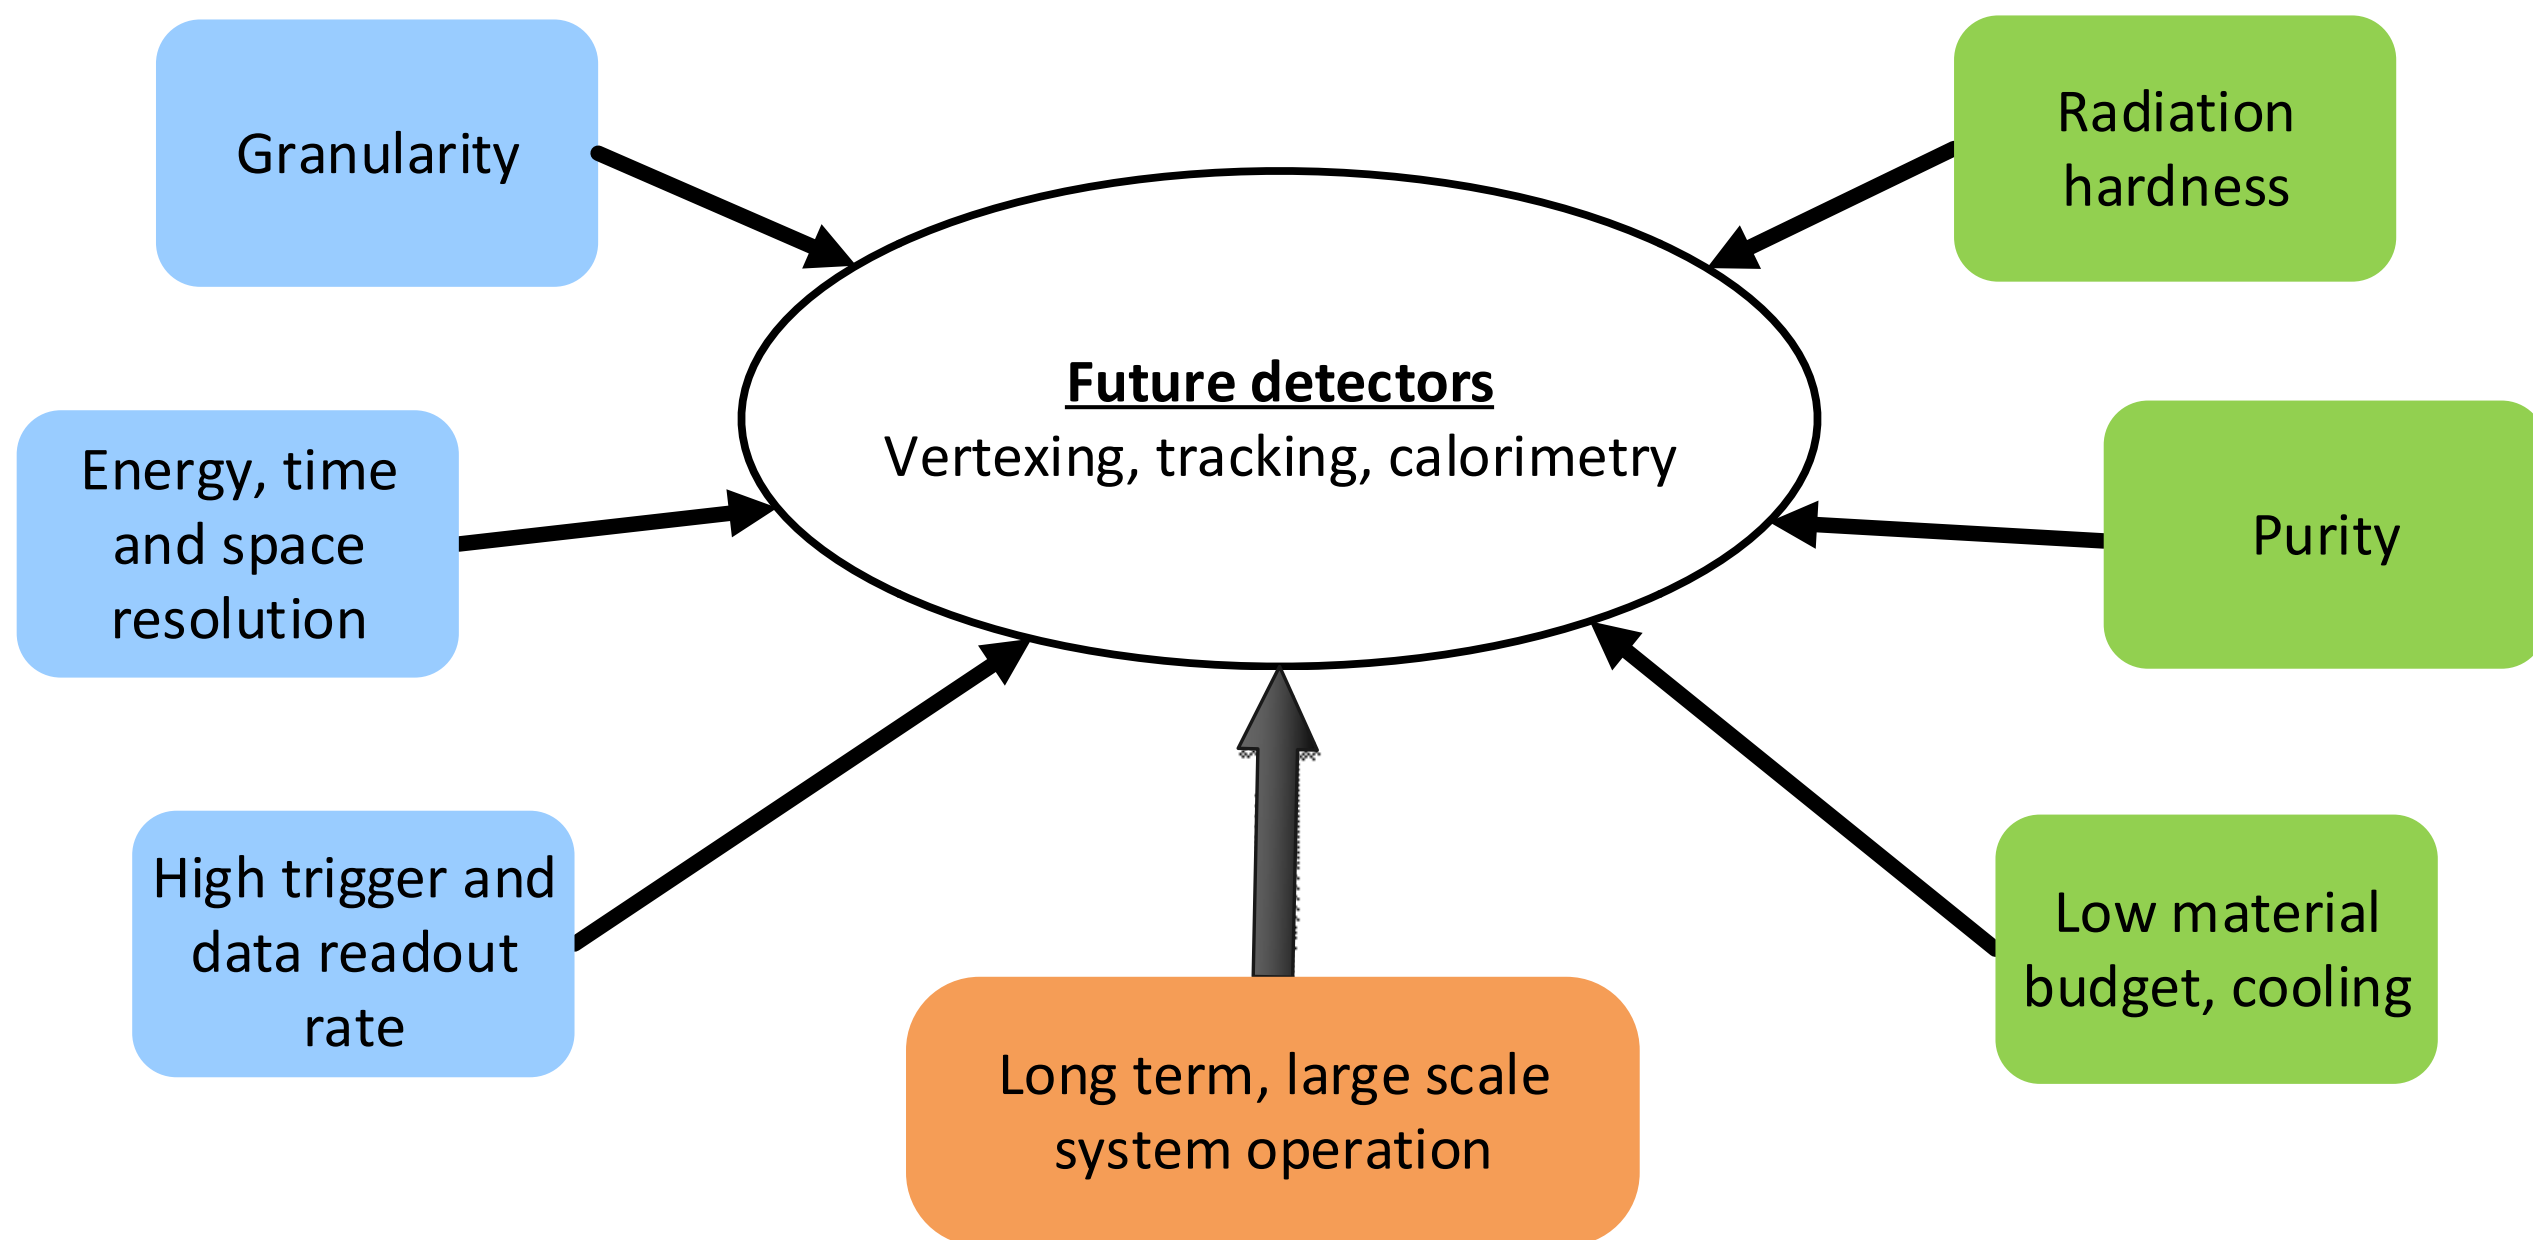 Granularity
Radiation
hardness
Future detectors
Vertexing, tracking, calorimetry
Energy, time
and space
resolution
Purity
High trigger and
data readout
rate
Low material
budget, cooling
Long term, large scale
system operation